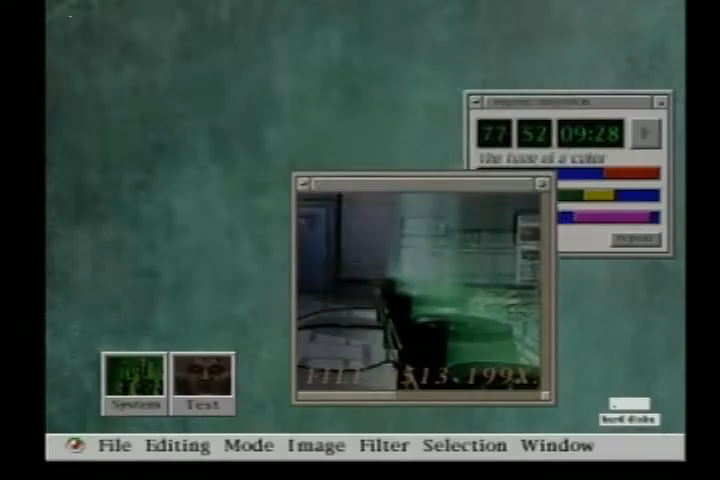 77 52 09:28
The tone of a color
FILE 513.199X.
System Text
hard disks
File Editing Mode Image Filter Selection Window